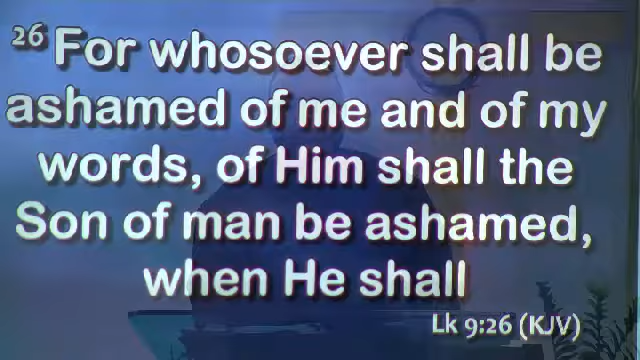 26 For whosoever shall be
ashamed of me and of my
words, of Him shall the
Son of man be ashamed,
when He shall
Lk 9:26 (KJV)